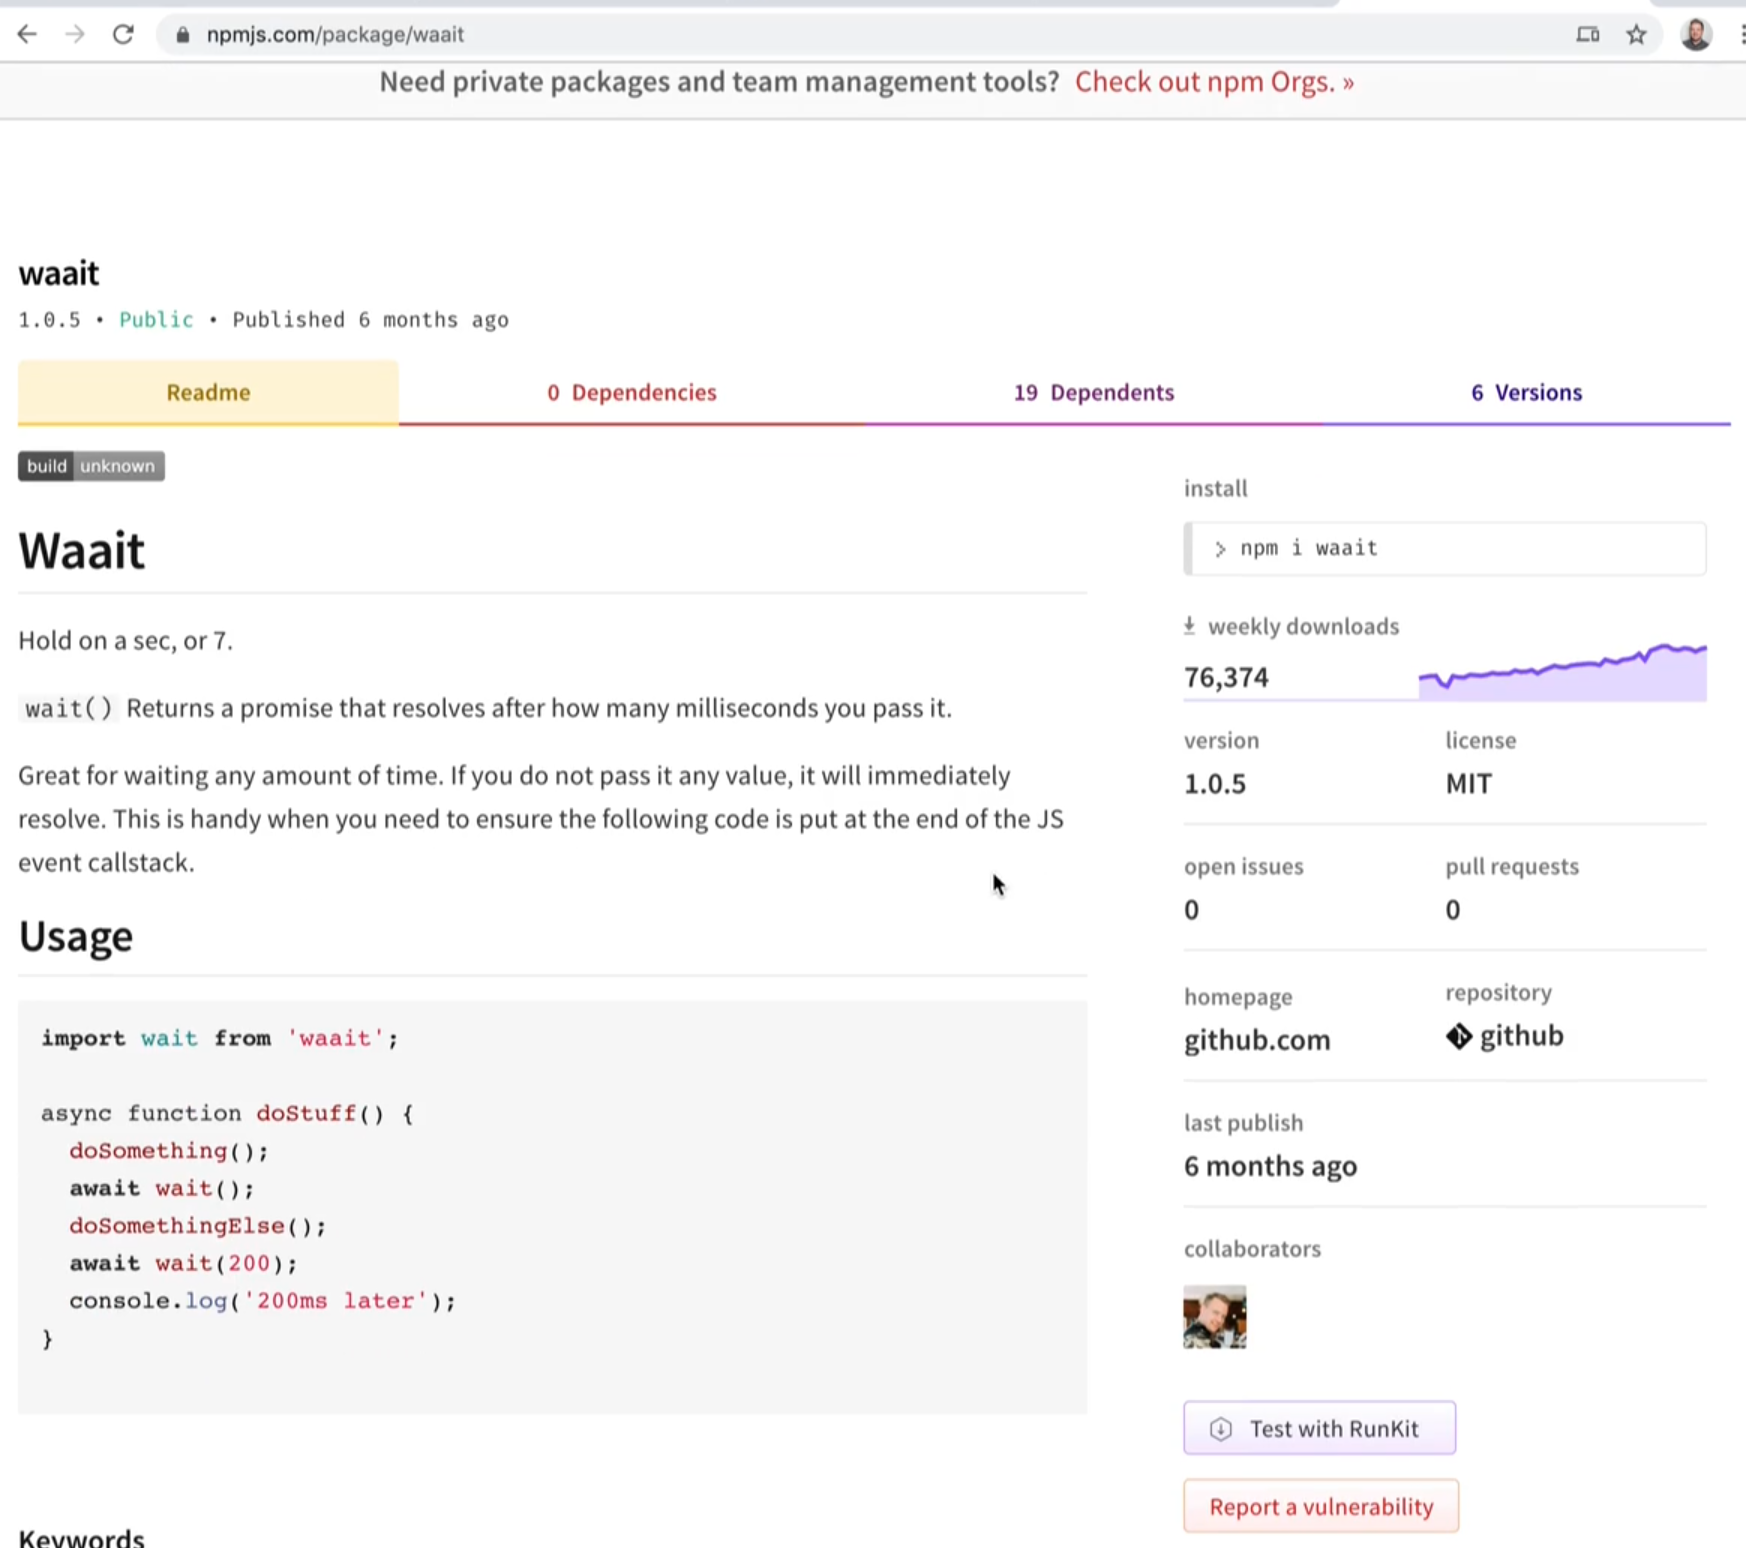 npmjs.com/package/waait
Need private packages and team management tools? Check out npm Orgs. »
waait
1.0.5 • Public • Published 6 months ago
Readme
0 Dependencies
19 Dependents
6 Versions
build unknown
Waait
Hold on a sec, or 7.
wait() Returns a promise that resolves after how many milliseconds you pass it.
Great for waiting any amount of time. If you do not pass it any value, it will immediately
resolve. This is handy when you need to ensure the following code is put at the end of the JS
event callstack.
Usage
import wait from 'waait';
async function doStuff() {
  doSomething();
  await wait();
  doSomethingElse();
  await wait(200);
  console.log('200ms later');
}
Keywords
install
> npm i waait
weekly downloads
76,374
version
1.0.5
license
MIT
open issues
0
pull requests
0
homepage
github.com
repository
github
last publish
6 months ago
collaborators
Test with RunKit
Report a vulnerability